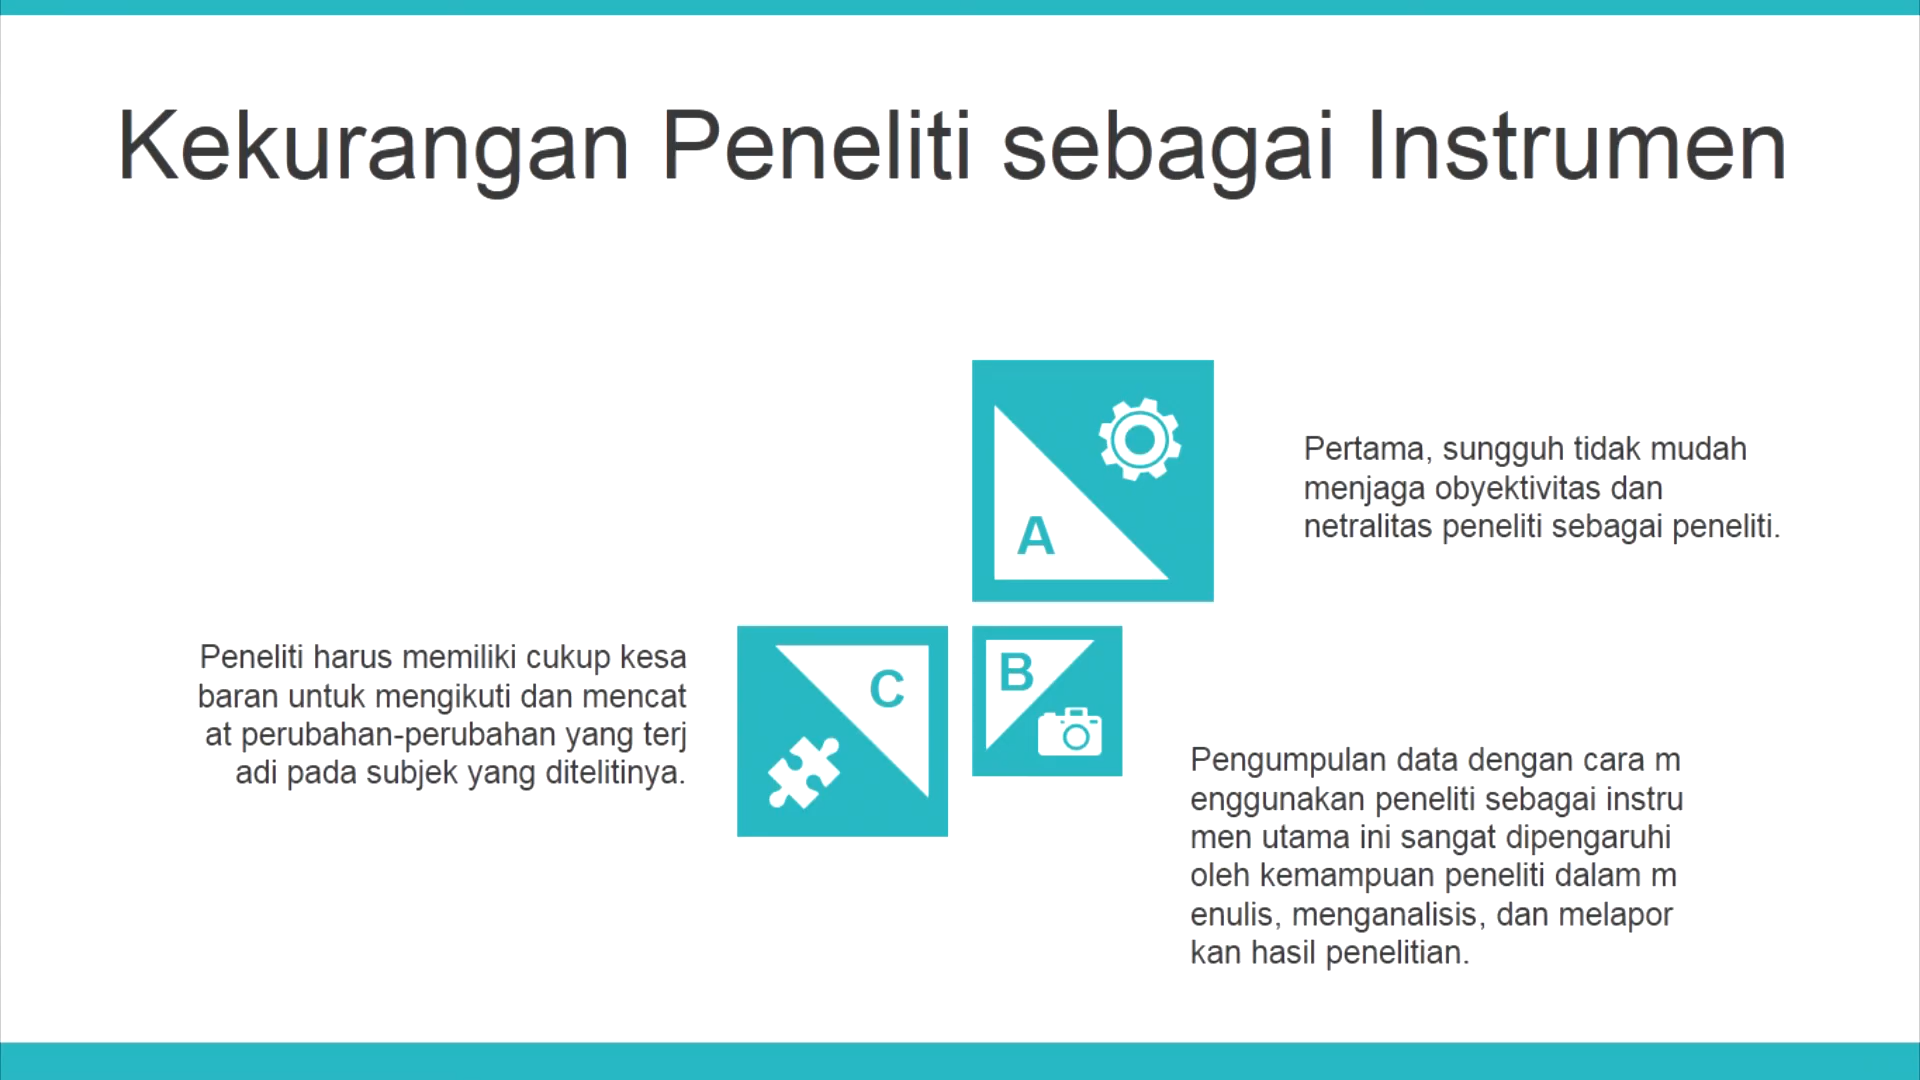 Kekurangan Peneliti sebagai Instrumen
A
Pertama, sungguh tidak mudah
menjaga obyektivitas dan
netralitas peneliti sebagai peneliti.
B
Pengumpulan data dengan cara m
enggunakan peneliti sebagai instru
men utama ini sangat dipengaruhi
oleh kemampuan peneliti dalam m
enulis, menganalisis, dan melapor
kan hasil penelitian.
C
Peneliti harus memiliki cukup kesa
baran untuk mengikuti dan mencat
at perubahan-perubahan yang terj
adi pada subjek yang ditelitinya.